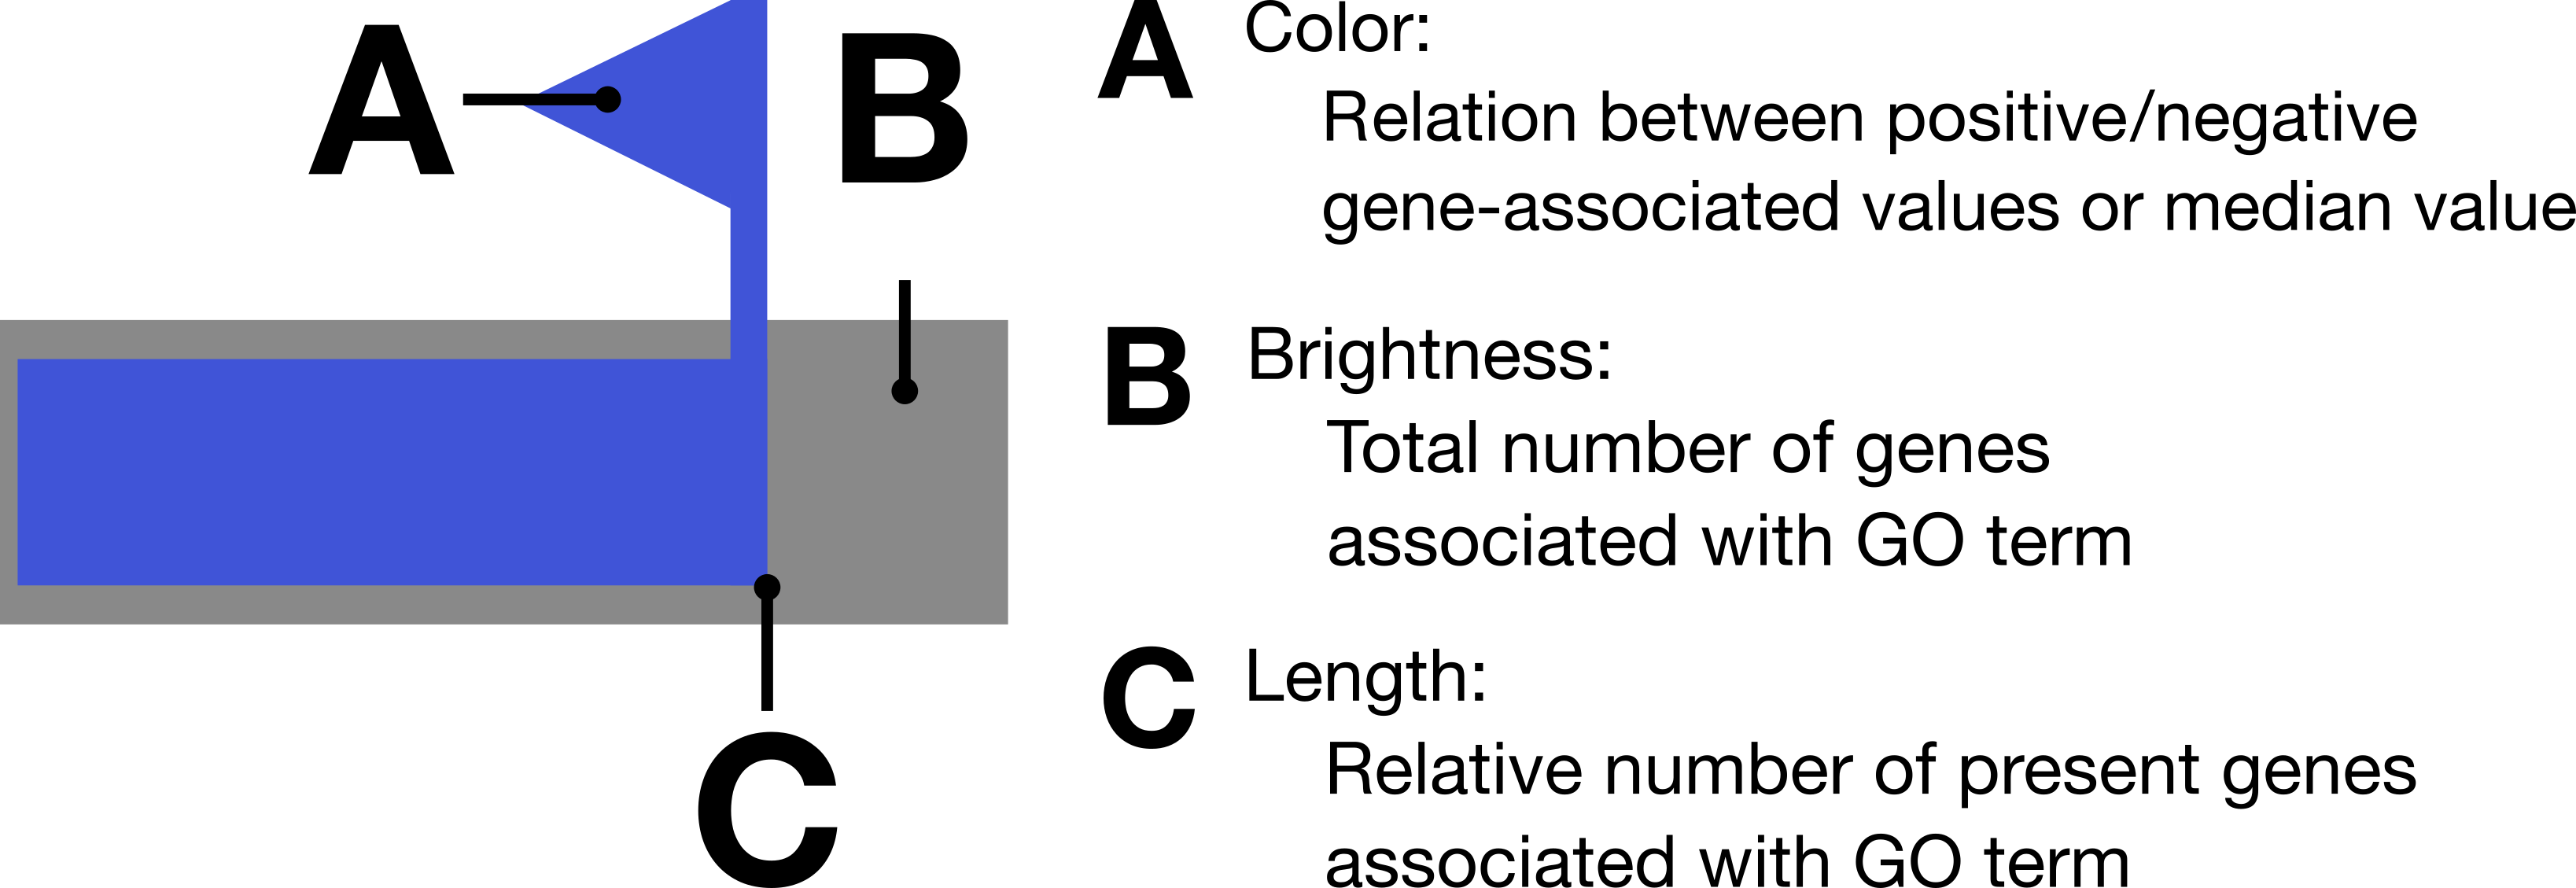 A
B
C
A Color:
Relation between positive/negative
gene-associated values or median value
B Brightness:
Total number of genes
associated with GO term
C Length:
Relative number of present genes
associated with GO term